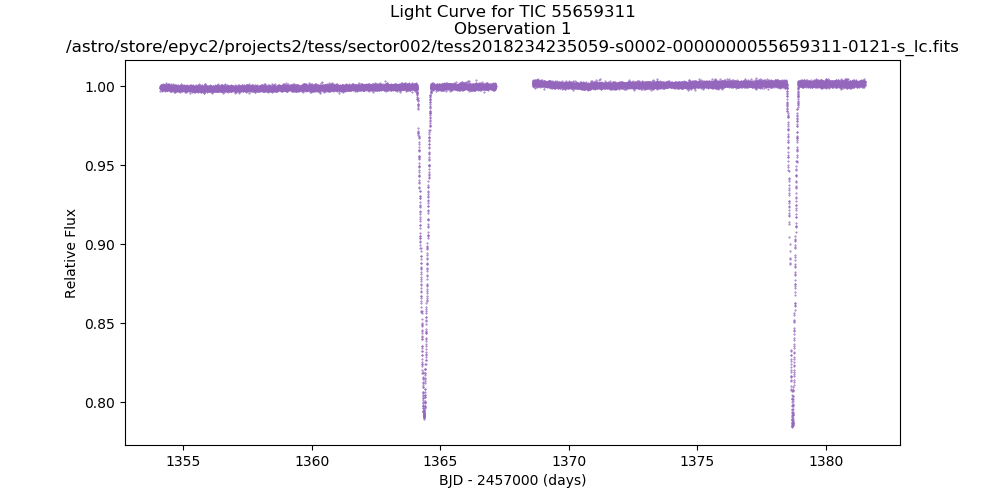 Light Curve for TIC 55659311
Observation 1
/astro/store/epyc2/projects2/tess/sector002/tess2018234235059-s0002-0000000055659311-0121-s_lc.fits
1.00
0.95
0.90
0.85
0.80
Relative Flux
1355 1360 1365 1370 1375 1380
BJD - 2457000 (days)